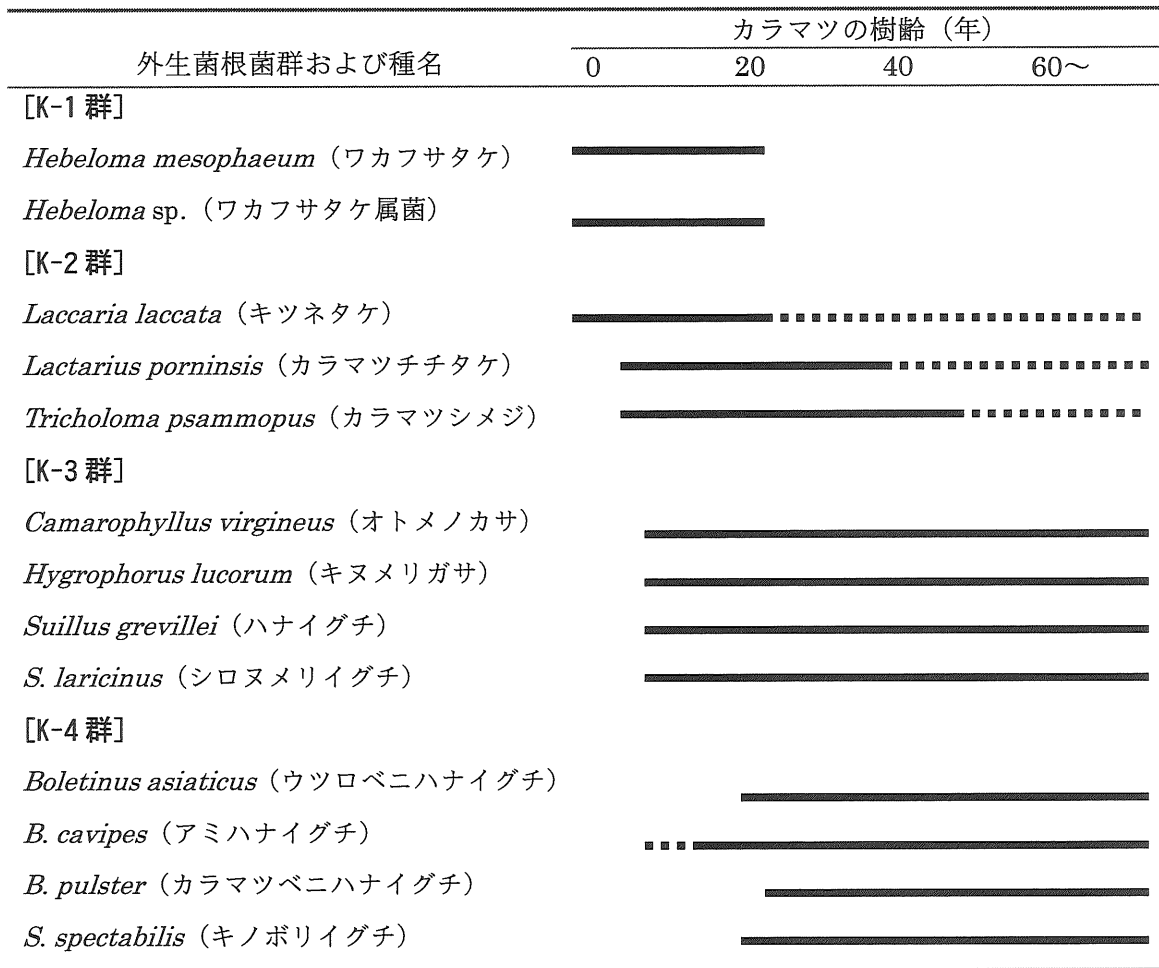 カラマツの樹齢（年）
外生菌根菌群および種名 0 20 40 60～
[K-1 群]
Hebeloma mesophaeum（ワカフサタケ）
Hebeloma sp.（ワカフサタケ属菌）
[K-2 群]
Laccaria laccata（キツネタケ）
Lactarius porninsis（カラマツチチタケ）
Tricholoma psammopus（カラマツシメジ）
[K-3 群]
Camarophyllus virgineus（オトメノカサ）
Hygrophorus lucorum（キヌメリガサ）
Suillus grevillei（ハナイグチ）
S. laricinus（シロヌメリイグチ）
[K-4 群]
Boletinus asiaticus（ウツロベニハナイグチ）
B. cavipes（アミハナイグチ）
B. pulster（カラマツベニハナイグチ）
S. spectabilis（キノボリイグチ）